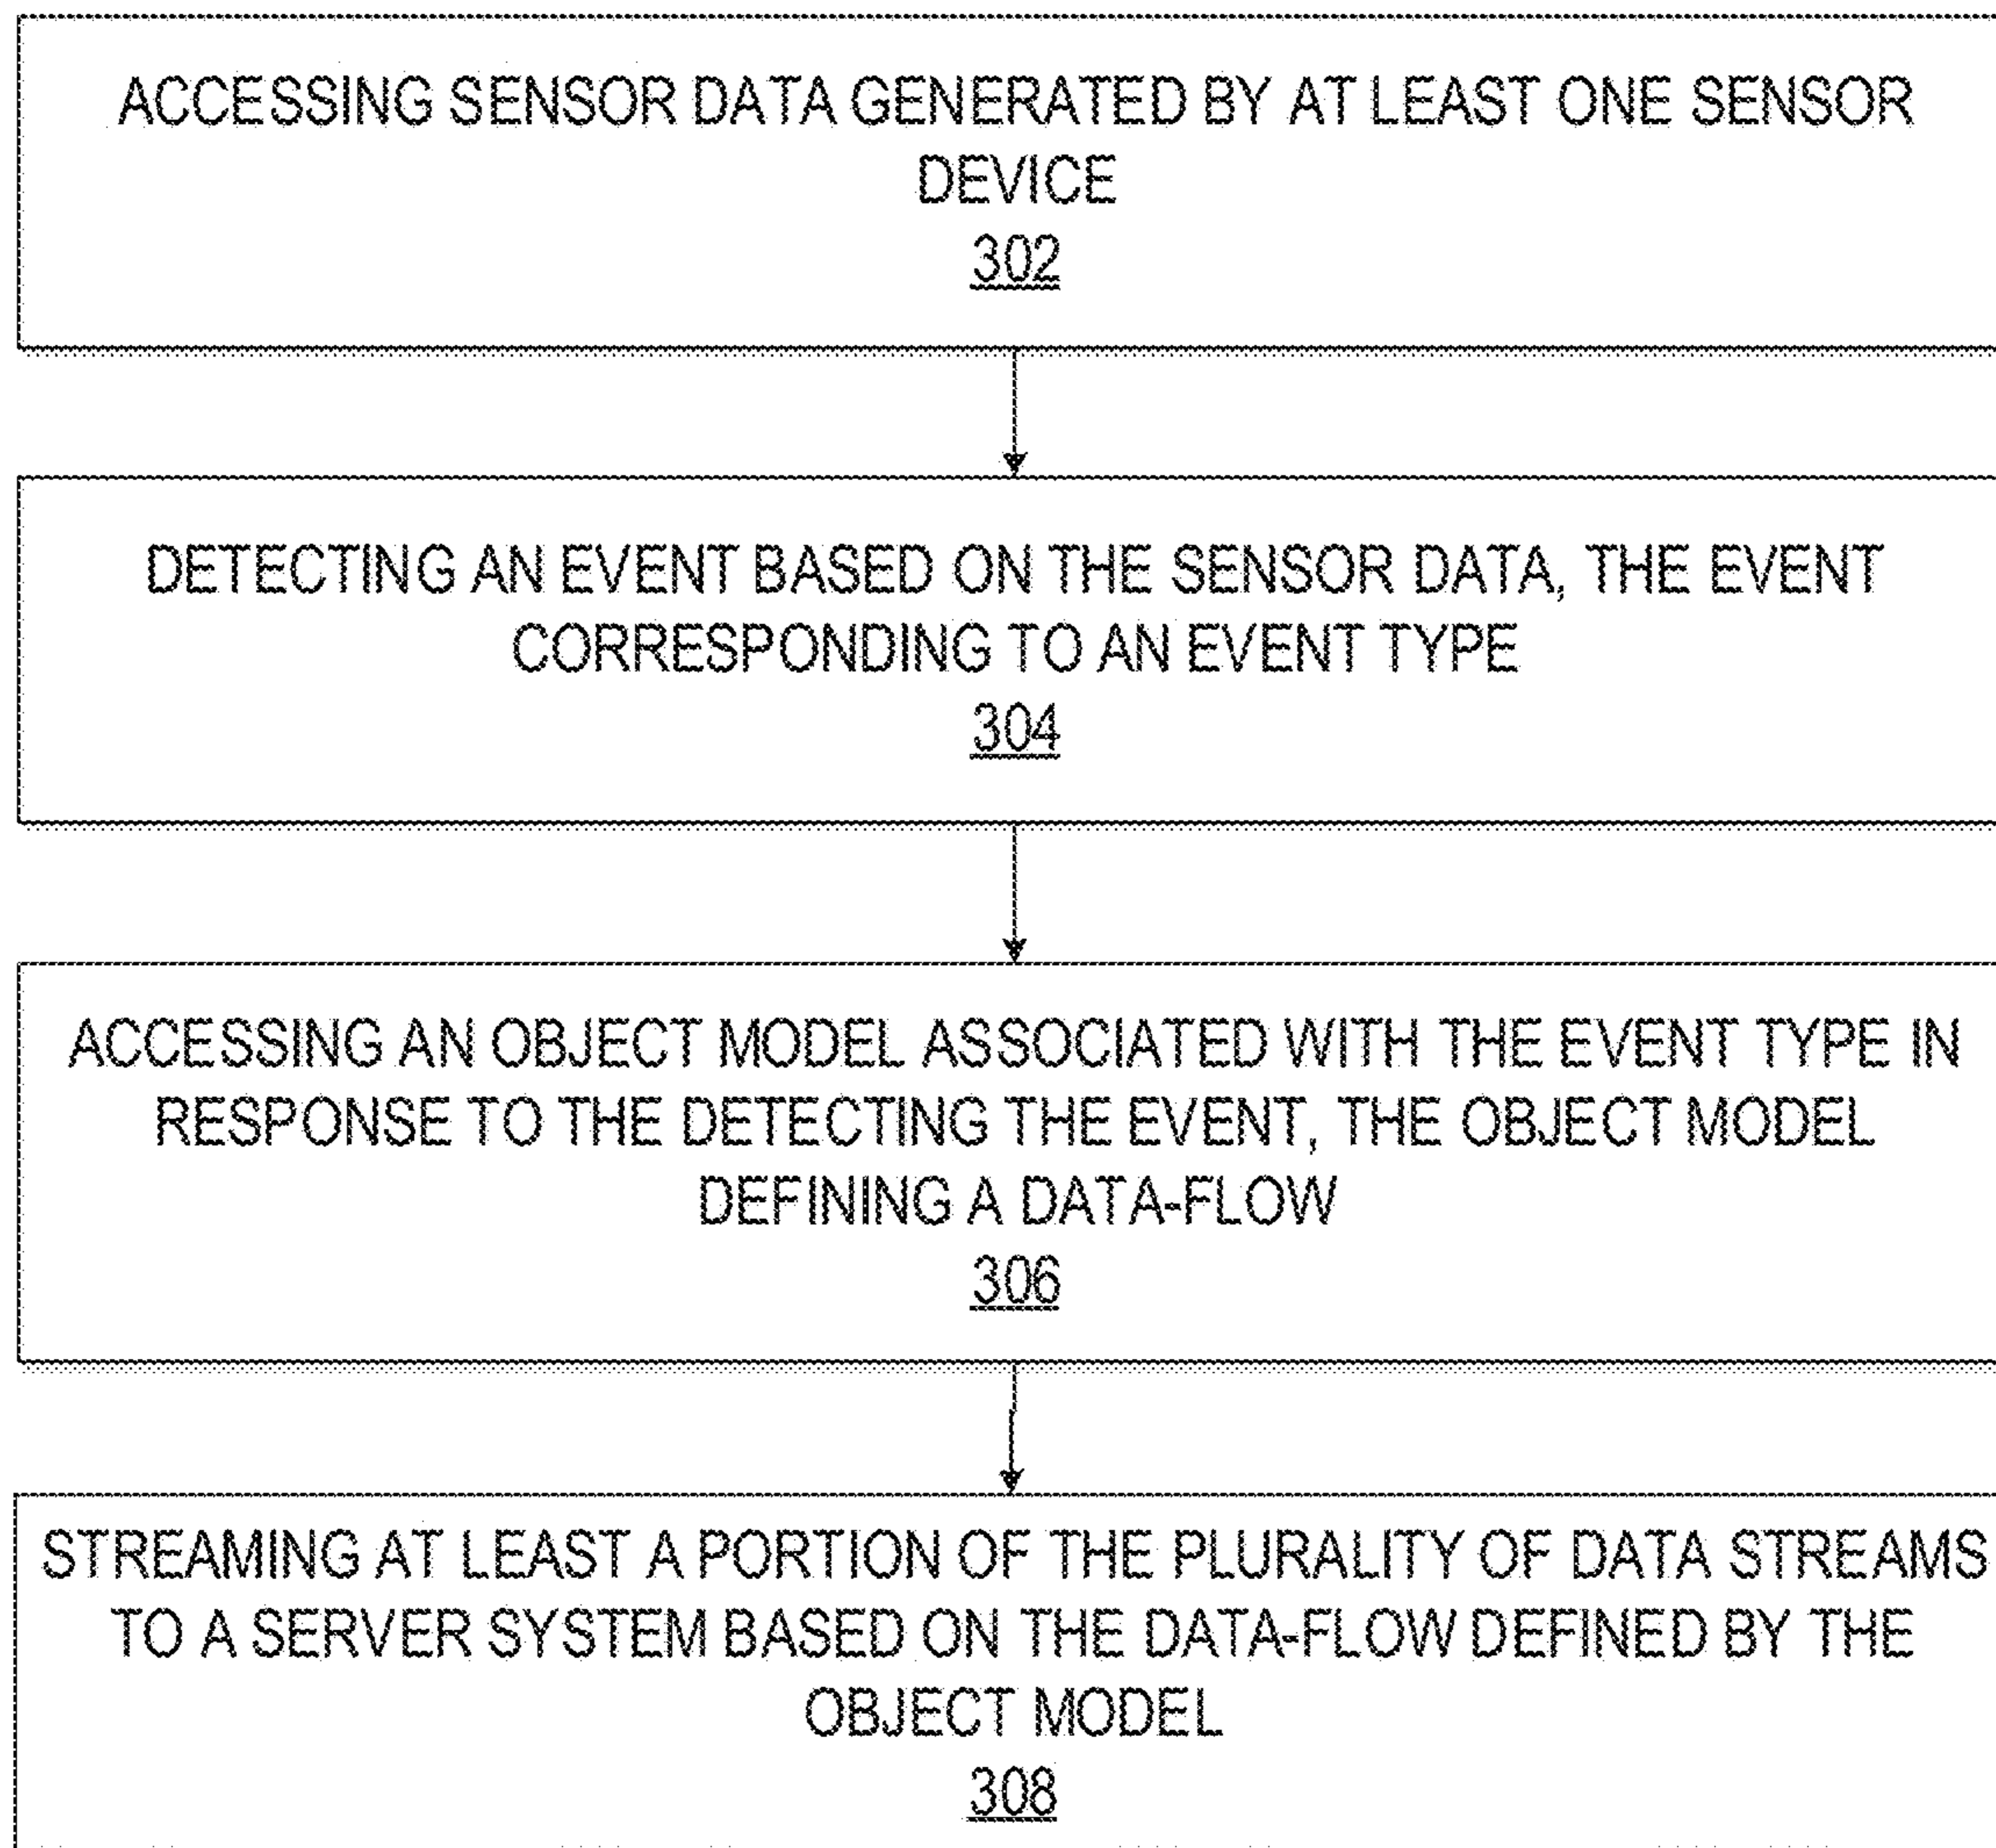 ACCESSING SENSOR DATA GENERATED BY AT LEAST ONE SENSOR
DEVICE
302
DETECTING AN EVENT BASED ON THE SENSOR DATA, THE EVENT
CORRESPONDING TO AN EVENT TYPE
304
ACCESSING AN OBJECT MODEL ASSOCIATED WITH THE EVENT TYPE IN
RESPONSE TO THE DETECTING THE EVENT, THE OBJECT MODEL
DEFINING A DATA-FLOW
306
STREAMING AT LEAST A PORTION OF THE PLURALITY OF DATA STREAMS
TO A SERVER SYSTEM BASED ON THE DATA-FLOW DEFINED BY THE
OBJECT MODEL
308